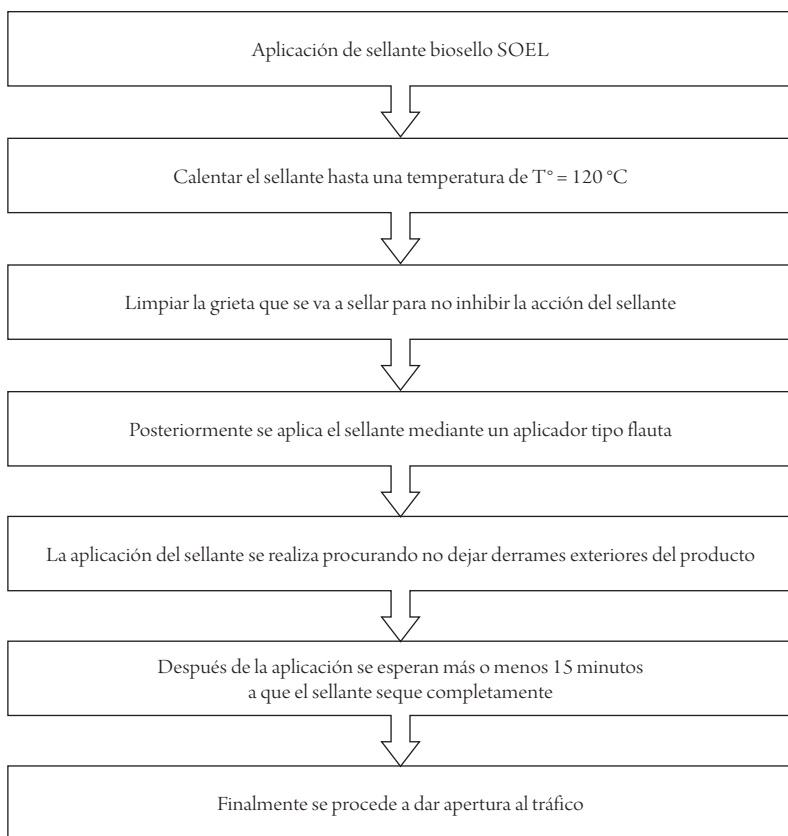 Aplicación de sellante biosello SOEL
Calentar el sellante hasta una temperatura de T° = 120 °C
Limpiar la grieta que se va a sellar para no inhibir la acción del sellante
Posteriormente se aplica el sellante mediante un aplicador tipo flauta
La aplicación del sellante se realiza procurando no dejar derrames exteriores del producto
Después de la aplicación se esperan más o menos 15 minutos
a que el sellante seque completamente
Finalmente se procede a dar apertura al tráfico